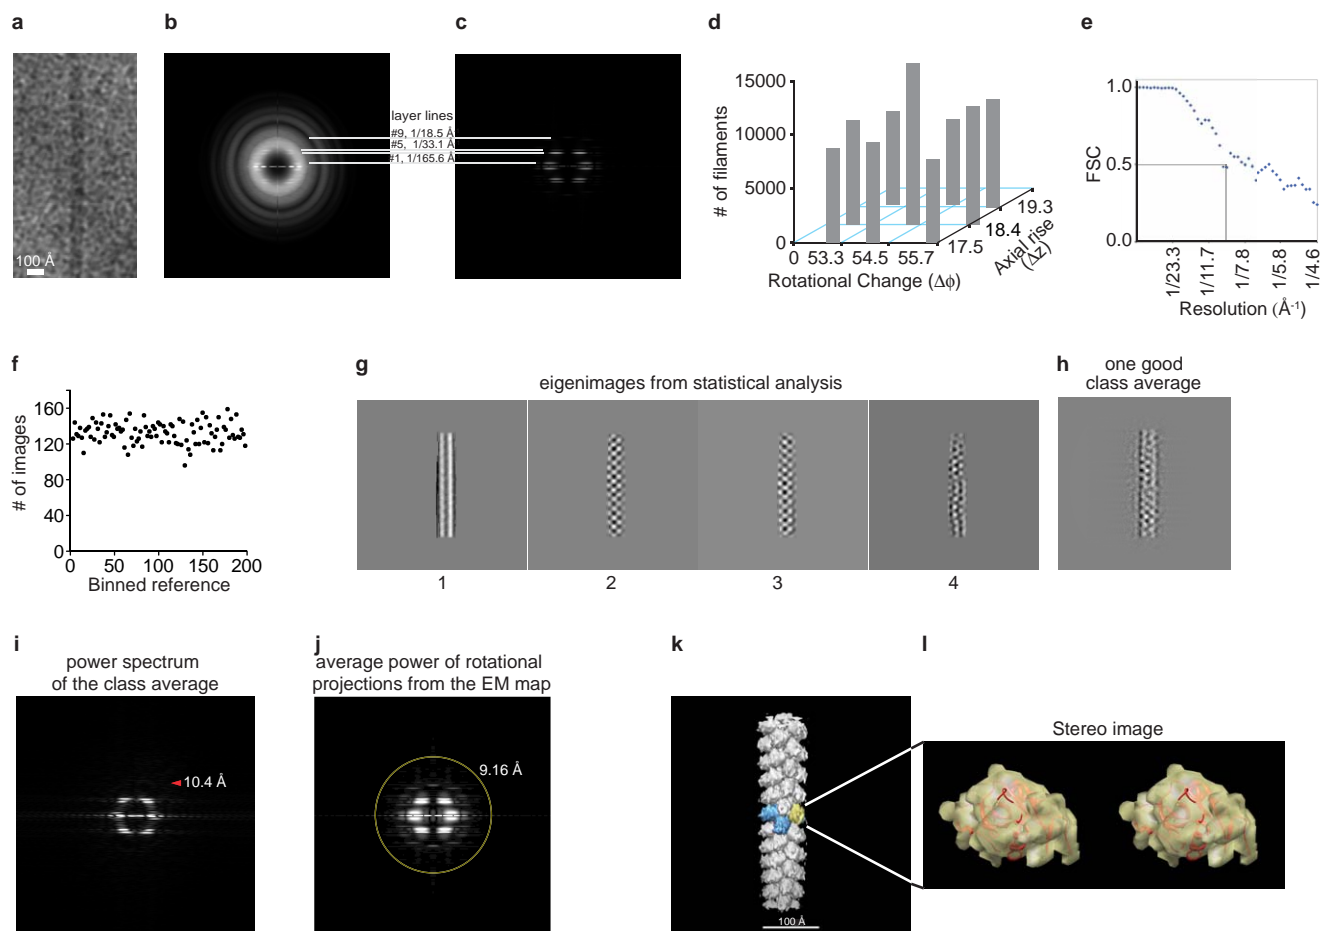 a
b
c
d
e
100 Å
layer lines
#9, 1/18.5 Å
#5, 1/33.1 Å
#1, 1/165.6 Å
# of filaments
15000
10000
5000
0
0 53.3 54.5 55.7
17.5
18.4
19.3
Axial rise
(Δz)
Rotational Change (Δϕ)
FSC
1.0
0.5
0.0
1/23.3
1/11.7
1/7.8
1/5.8
1/4.6
Resolution (Å-1)
f
# of images
160
120
80
40
0
0 50 100 150 200
Binned reference
g
eigenimages from statistical analysis
1 2 3 4
h
one good
class average
i
power spectrum
of the class average
10.4 Å
j
average power of rotational
projections from the EM map
9.16 Å
k
100 Å
l
Stereo image